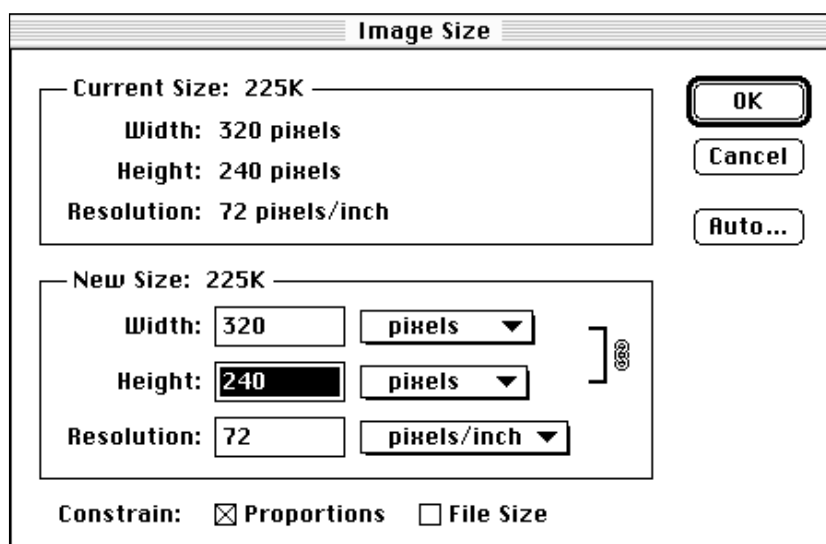 Image Size
Current Size: 225K
Width: 320 pixels
Height: 240 pixels
Resolution: 72 pixels/inch
OK
Cancel
Auto...
New Size: 225K
Width: 320 pixels
Height: 240 pixels
Resolution: 72 pixels/inch
Constrain: Proportions File Size